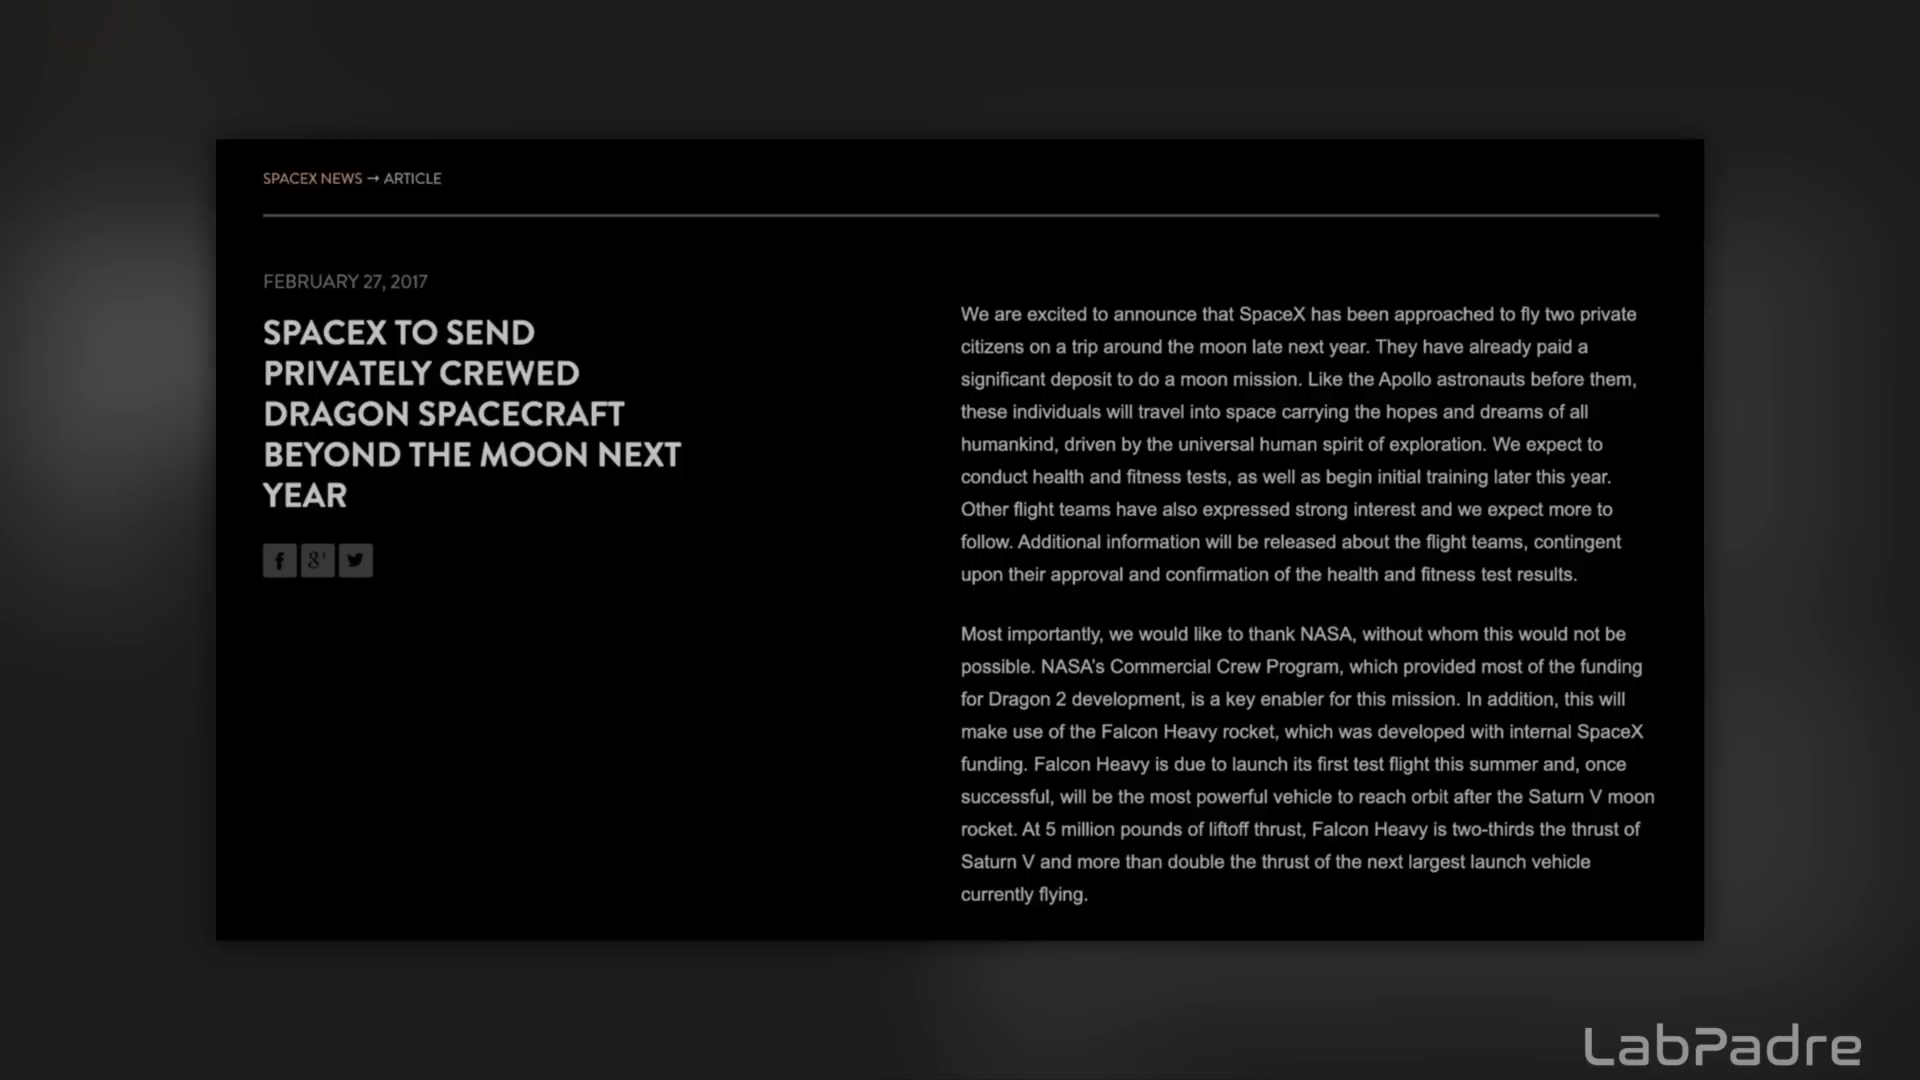 SPACEX NEWS → ARTICLE
FEBRUARY 27, 2017
SPACEX TO SEND
PRIVATELY CREWED
DRAGON SPACECRAFT
BEYOND THE MOON NEXT
YEAR
f g+
We are excited to announce that SpaceX has been approached to fly two private
citizens on a trip around the moon late next year. They have already paid a
significant deposit to do a moon mission. Like the Apollo astronauts before them,
these individuals will travel into space carrying the hopes and dreams of all
humankind, driven by the universal human spirit of exploration. We expect to
conduct health and fitness tests, as well as begin initial training later this year.
Other flight teams have also expressed strong interest and we expect more to
follow. Additional information will be released about the flight teams, contingent
upon their approval and confirmation of the health and fitness test results.
Most importantly, we would like to thank NASA, without whom this would not be
possible. NASA's Commercial Crew Program, which provided most of the funding
for Dragon 2 development, is a key enabler for this mission. In addition, this will
make use of the Falcon Heavy rocket, which was developed with internal SpaceX
funding. Falcon Heavy is due to launch its first test flight this summer and, once
successful, will be the most powerful vehicle to reach orbit after the Saturn V moon
rocket. At 5 million pounds of liftoff thrust, Falcon Heavy is two-thirds the thrust of
Saturn V and more than double the thrust of the next largest launch vehicle
currently flying.
LabPadre